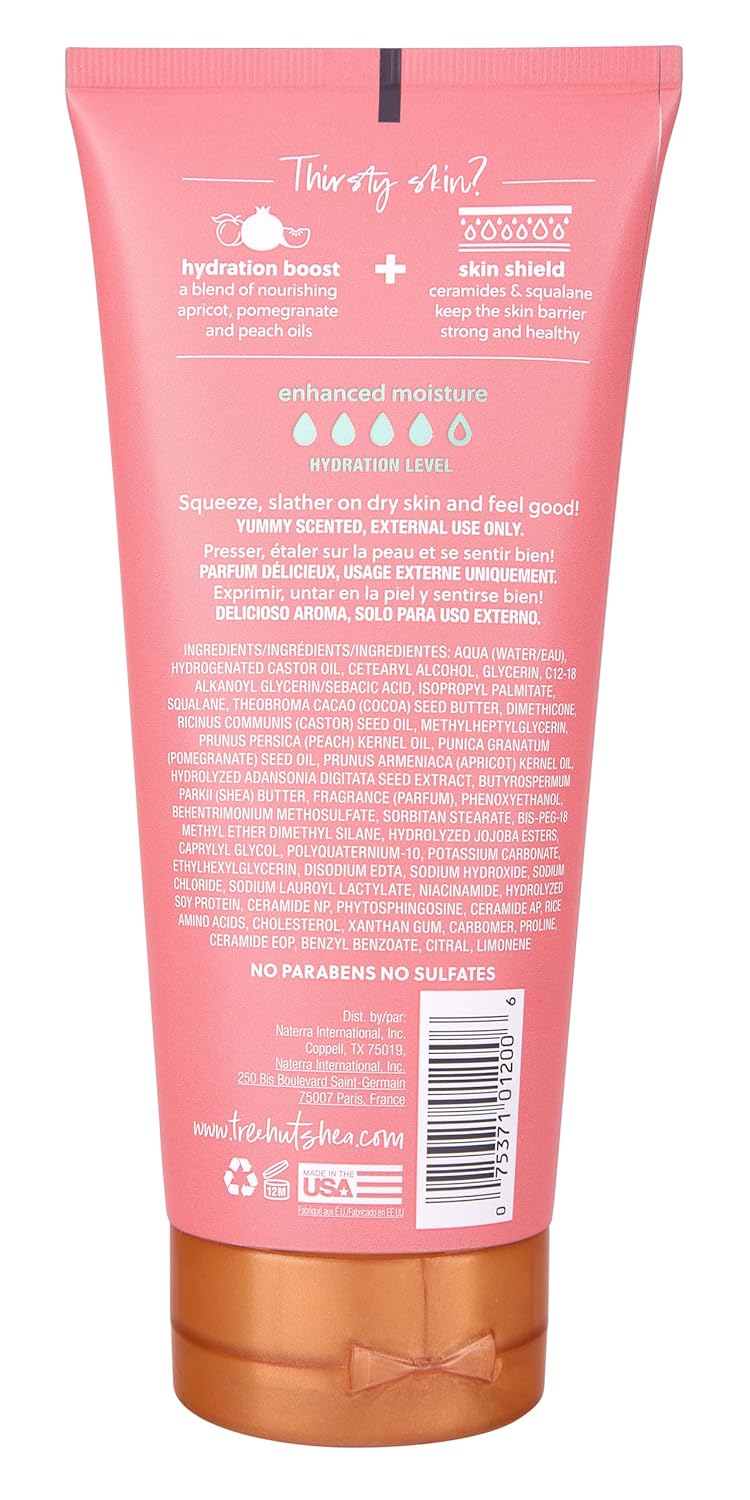 Thirsty skin?
hydration boost
a blend of nourishing
apricot, pomegranate
and peach oils
+
skin shield
ceramides & squalane
keep the skin barrier
strong and healthy
enhanced moisture
HYDRATION LEVEL
Squeeze, slather on dry skin and feel good!
YUMMY SCENTED, EXTERNAL USE ONLY.
Presser, étaler sur la peau et se sentir bien!
PARFUM DÉLICIEUX, USAGE EXTERNE UNIQUEMENT.
Exprimir, untar en la piel y sentirse bien!
DELICIOSO AROMA, SOLO PARA USO EXTERNO.
INGREDIENTS/INGRÉDIENTS/INGREDIENTES: AQUA (WATER/EAU),
HYDROGENATED CASTOR OIL, CETEARYL ALCOHOL, GLYCERIN, C12-18
ALKANOYL GLYCERIN/SEBACIC ACID, ISOPROPYL PALMITATE,
SQUALANE, THEOBROMA CACAO (COCOA) SEED BUTTER, DIMETHICONE,
RICINUS COMMUNIS (CASTOR) SEED OIL, METHYLHEPTYLGLYCERIN,
PRUNUS PERSICA (PEACH) KERNEL OIL, PUNICA GRANATUM
(POMEGRANATE) SEED OIL, PRUNUS ARMENIACA (APRICOT) KERNEL OIL,
HYDROLYZED ADANSONIA DIGITATA SEED EXTRACT, BUTYROSPERMUM
PARKII (SHEA) BUTTER, FRAGRANCE (PARFUM), PHENOXYETHANOL,
BEHENTRIMONIUM METHOSULFATE, SORBITAN STEARATE, BIS-PEG-18
METHYL ETHER DIMETHYL SILANE, HYDROLYZED JOJOBA ESTERS,
CAPRYLYL GLYCOL, POLYQUATERNIUM-10, POTASSIUM CARBONATE,
ETHYLHEXYLGLYCERIN, DISODIUM EDTA, SODIUM HYDROXIDE, SODIUM
CHLORIDE, SODIUM LAUROYL LACTYLATE, NIACINAMIDE, HYDROLYZED
SOY PROTEIN, CERAMIDE NP, PHYTOSPHINGOSINE, CERAMIDE AP, RICE
AMINO ACIDS, CHOLESTEROL, XANTHAN GUM, CARBOMER, PROLINE,
CERAMIDE EOP, BENZYL BENZOATE, CITRAL, LIMONENE
NO PARABENS NO SULFATES
Dist. by/par:
Naterra International, Inc.
Coppell, TX 75019,
Naterra International, Inc.
250 Bis Boulevard Saint-Germain
75007 Paris, France
www.treehutshea.com
12M
MADE IN THE
USA
Fabriqué aux É.U./Fabricado en EE.UU
0 75371 01200 6